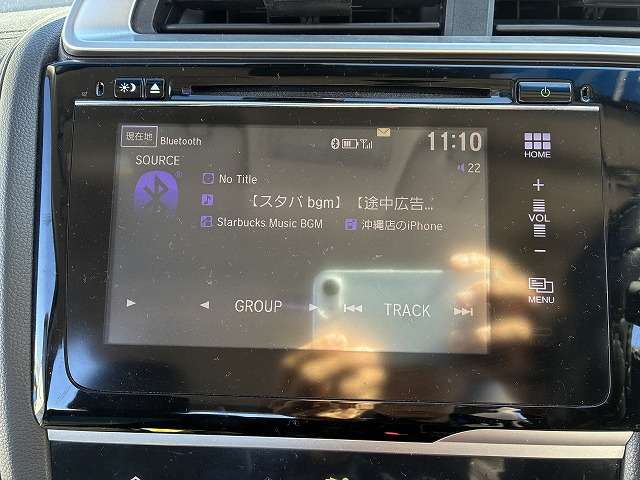 現在地 Bluetooth 11:10
SOURCE 22
No Title
【スタバ bgm】【途中広告...
Starbucks Music BGM 沖縄店のiPhone
GROUP TRACK
HOME
+
VOL
-
MENU